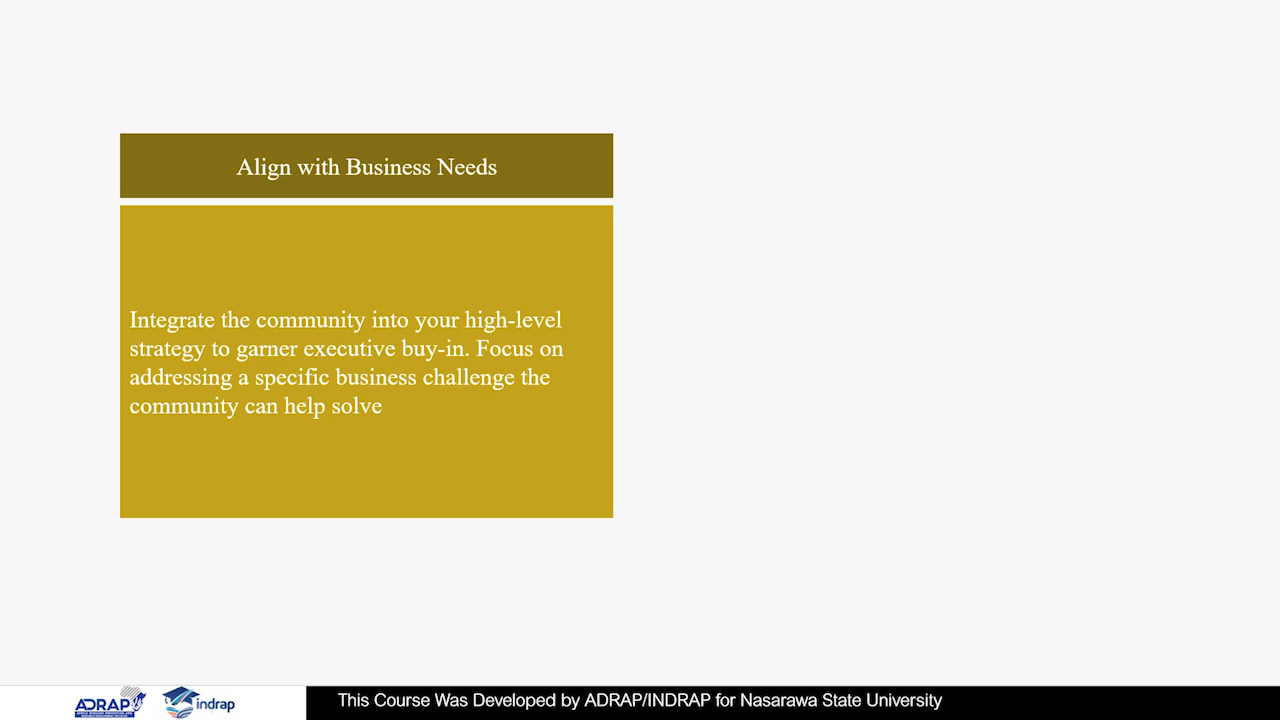 Align with Business Needs
Integrate the community into your high-level
strategy to garner executive buy-in. Focus on
addressing a specific business challenge the
community can help solve
ADRAP
indrap
This Course Was Developed by ADRAP/INDRAP for Nasarawa State University